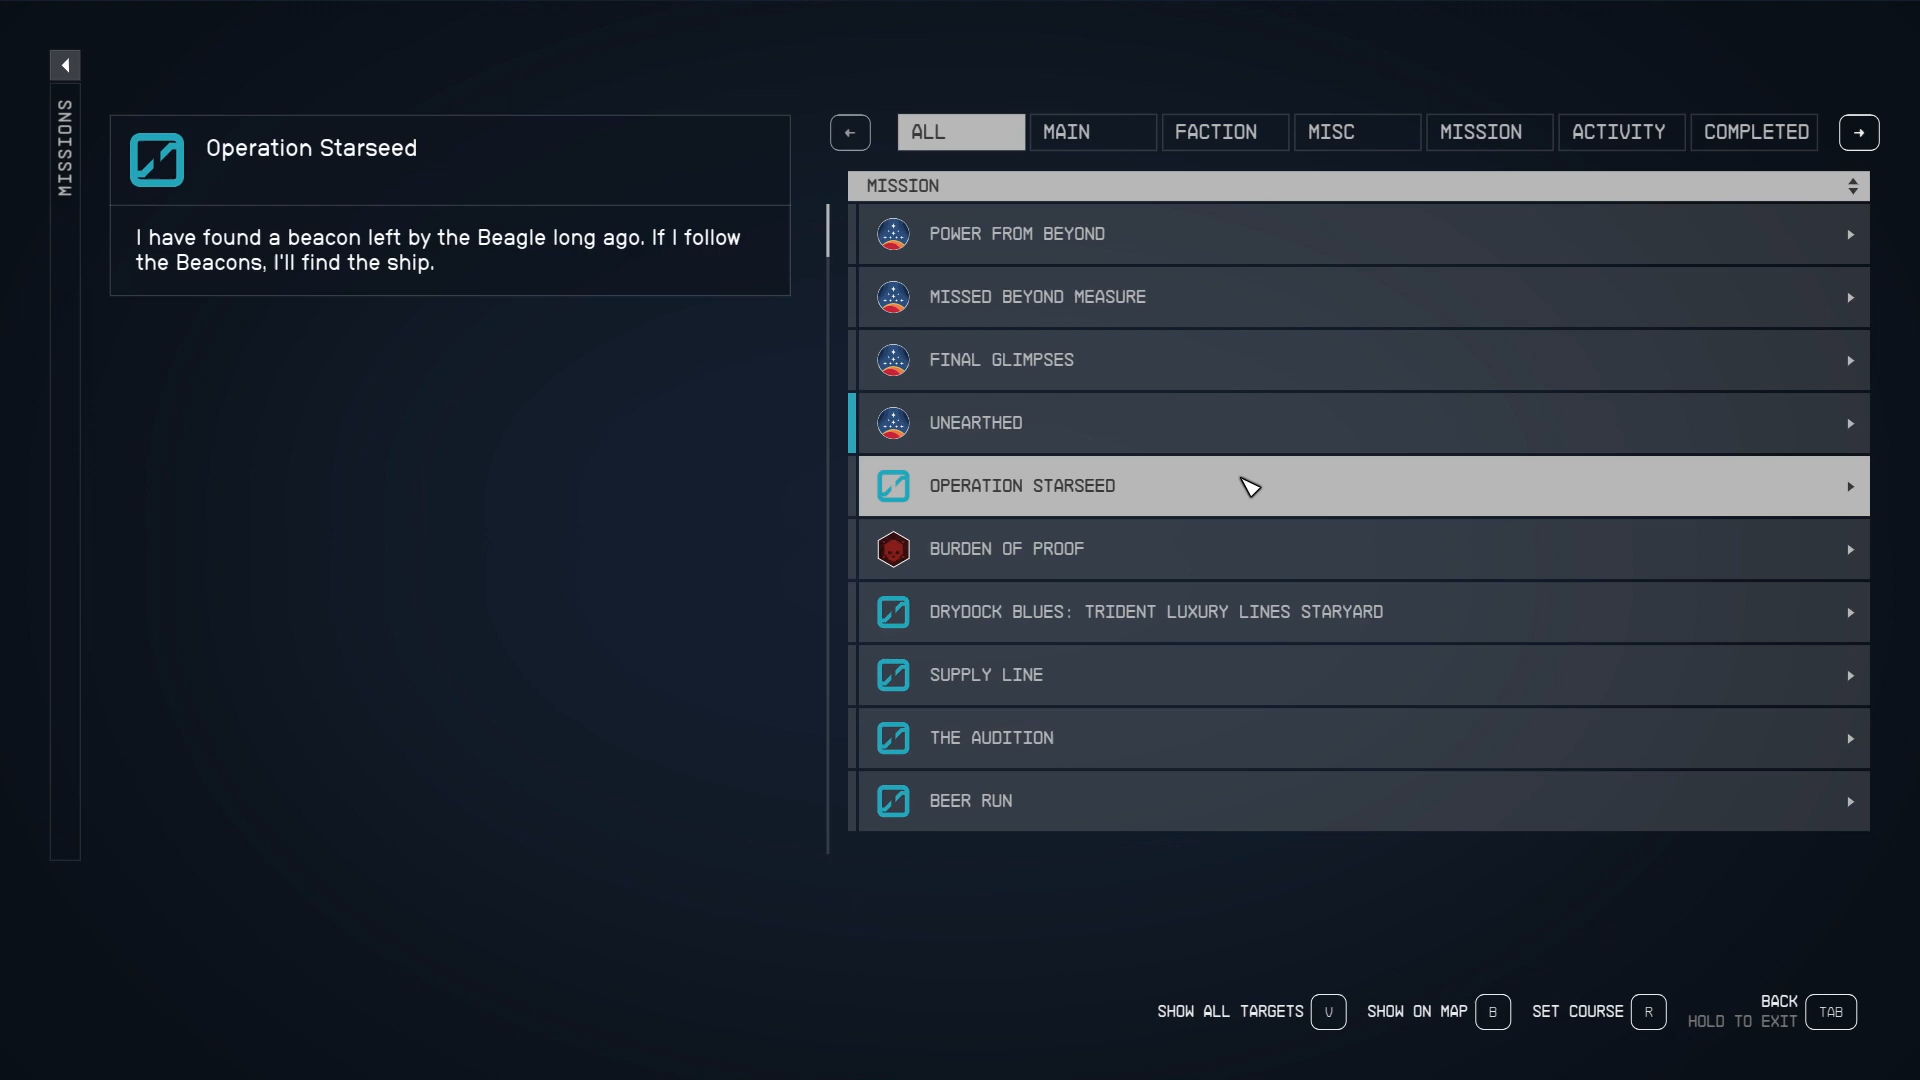 MISSIONS
Operation Starseed
I have found a beacon left by the Beagle long ago. If I follow
the Beacons, I'll find the ship.
ALL
MAIN
FACTION
MISC
MISSION
ACTIVITY
COMPLETED
MISSION
POWER FROM BEYOND
MISSED BEYOND MEASURE
FINAL GLIMPSES
UNEARTHED
OPERATION STARSEED
BURDEN OF PROOF
DRYDOCK BLUES: TRIDENT LUXURY LINES STARYARD
SUPPLY LINE
THE AUDITION
BEER RUN
SHOW ALL TARGETS V
SHOW ON MAP B
SET COURSE R
BACK
HOLD TO EXIT
TAB